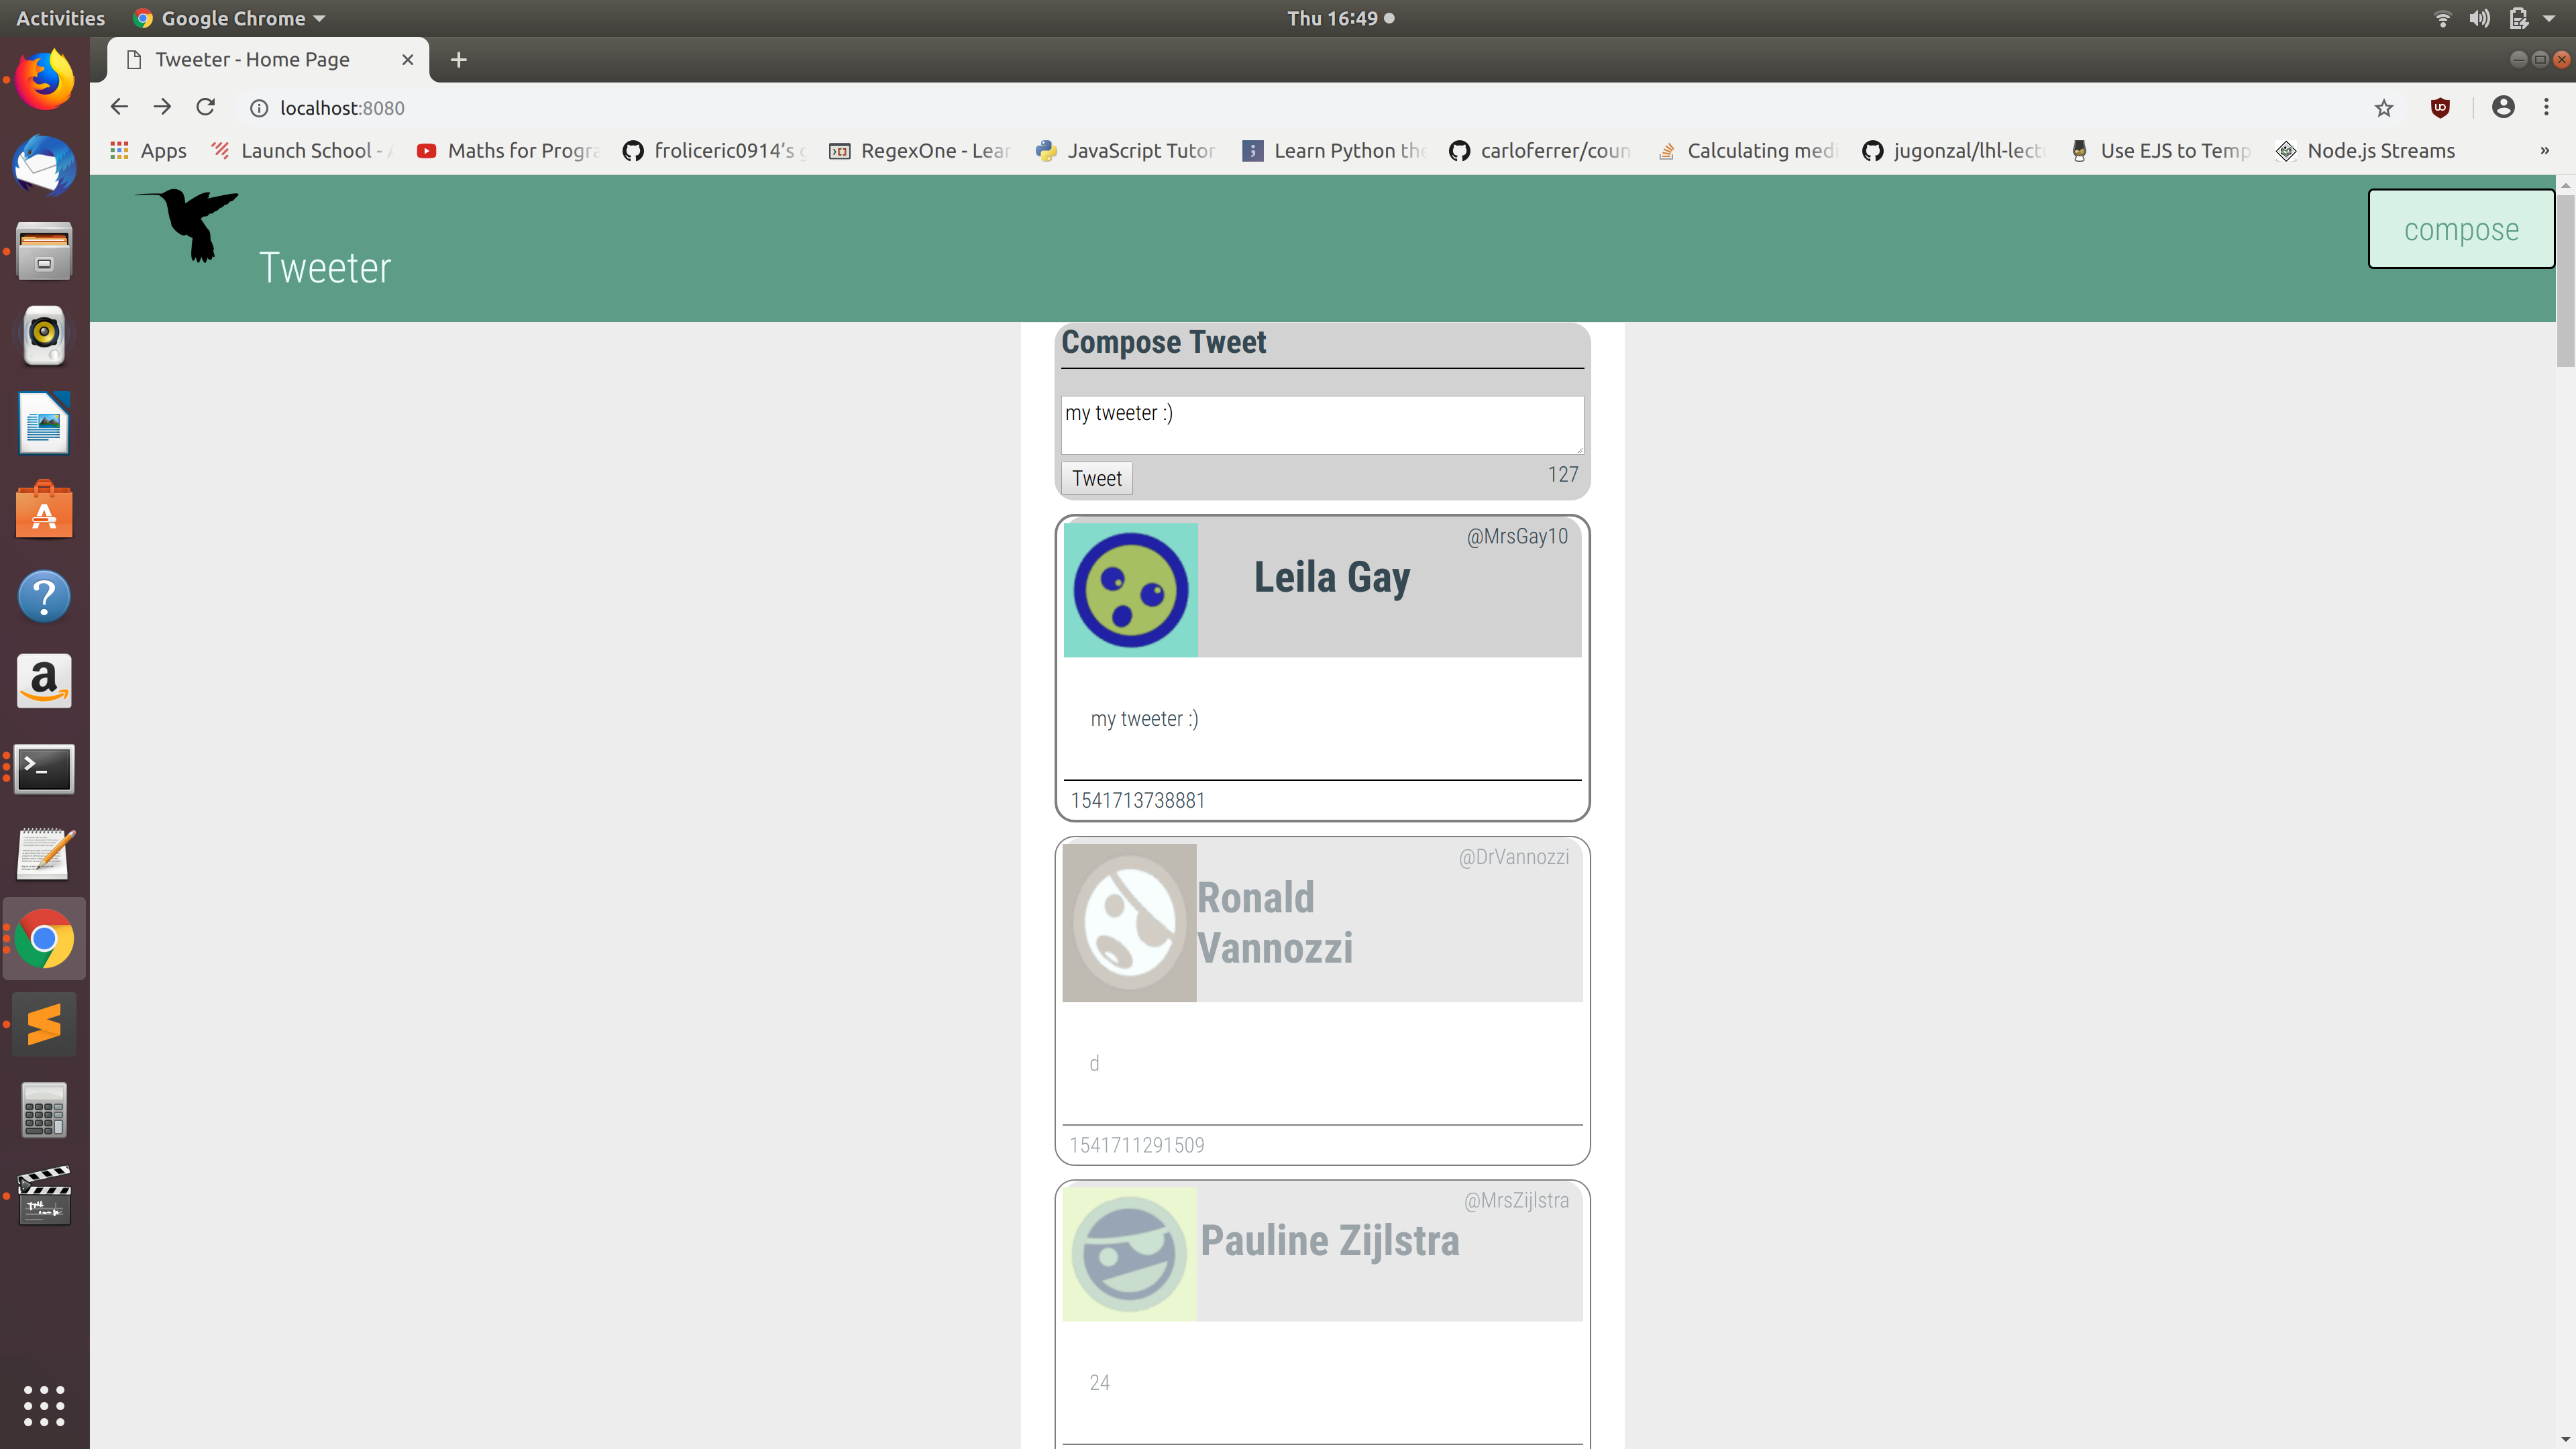 Activities
Google Chrome
Thu 16:49
Tweeter - Home Page
localhost:8080
Apps
Launch School -
Maths for Progra
froliceric0914's g
RegexOne - Lear
JavaScript Tutor
Learn Python the
carloferrer/coun
Calculating medi
jugonzal/lhl-lect
Use EJS to Temp
Node.js Streams
»
Tweeter
compose
Compose Tweet
my tweeter :)
Tweet
127
@MrsGay10
Leila Gay
my tweeter :)
1541713738881
@DrVannozzi
Ronald
Vannozzi
d
1541711291509
@MrsZijlstra
Pauline Zijlstra
24